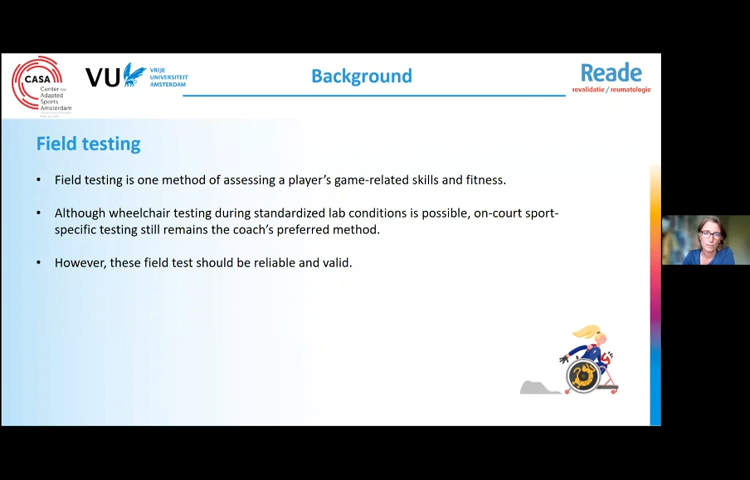 CASA
Center for
Adapted
Sports
Amsterdam
VU
VRIJE
UNIVERSITEIT
AMSTERDAM
Background
Reade
revalidatie / reumatologie
Field testing
• Field testing is one method of assessing a player's game-related skills and fitness.
• Although wheelchair testing during standardized lab conditions is possible, on-court sport-
specific testing still remains the coach's preferred method.
• However, these field test should be reliable and valid.